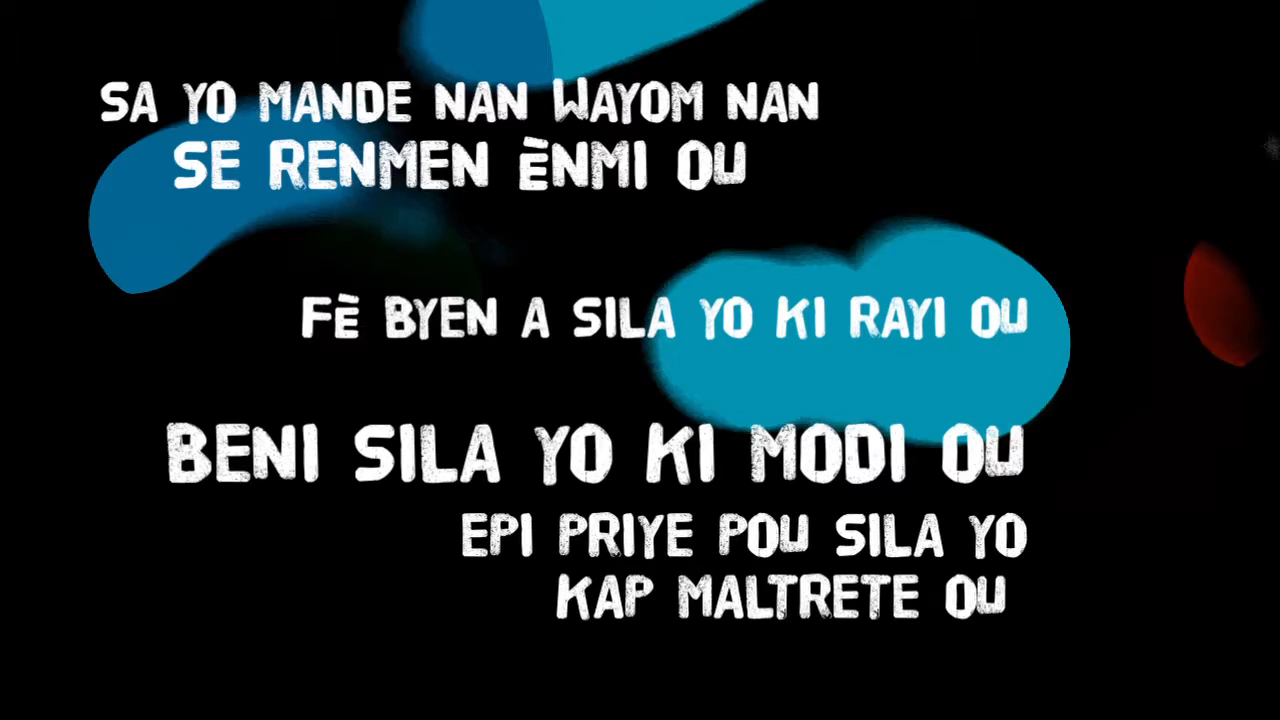 SA YO MANDE NAN WAYOM NAN
SE RENMEN ÈNMI OU
FÈ BYEN A SILA YO KI RAYI OU
BENI SILA YO KI MODI OU
EPI PRIYE POU SILA YO
KAP MALTRETE OU